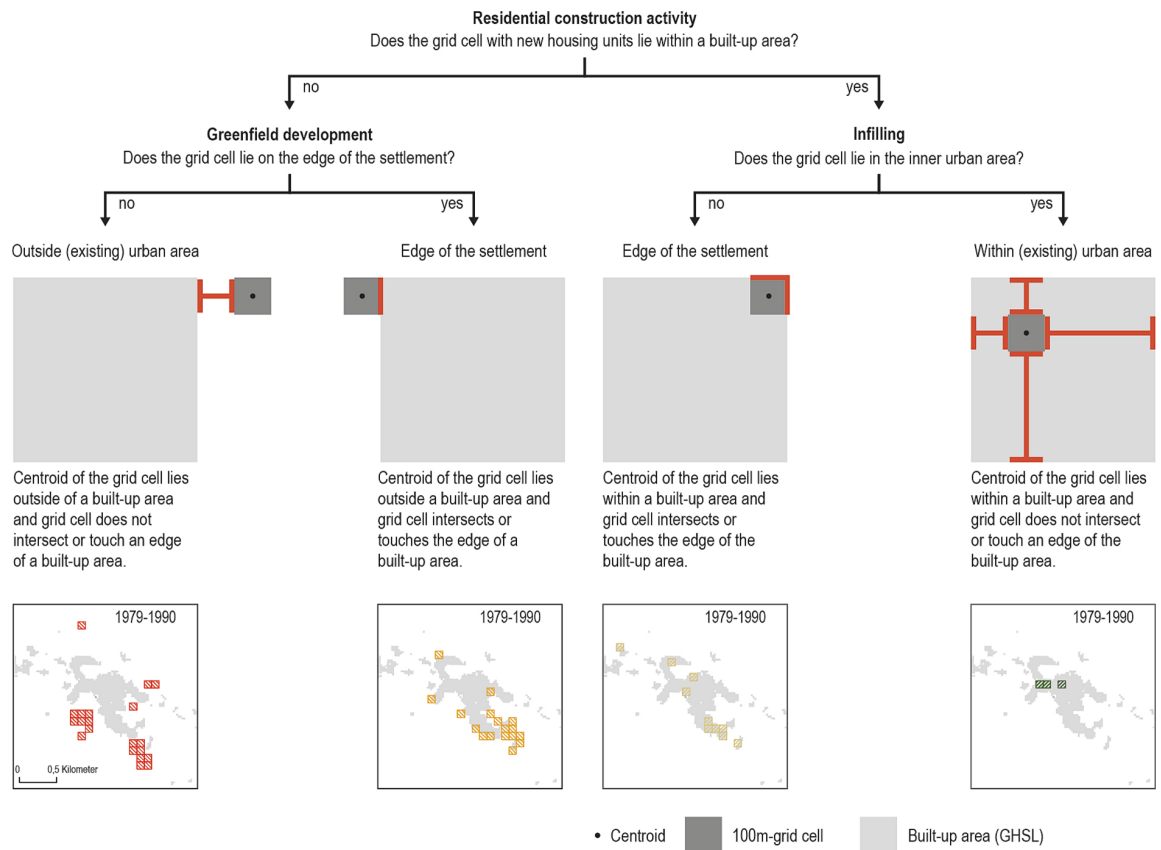 Residential construction activity
Does the grid cell with new housing units lie within a built-up area?
no
yes
Greenfield development
Does the grid cell lie on the edge of the settlement?
Infilling
Does the grid cell lie in the inner urban area?
no
yes
no
yes
Outside (existing) urban area
Edge of the settlement
Edge of the settlement
Within (existing) urban area
Centroid of the grid cell lies
outside of a built-up area
and grid cell does not
intersect or touch an edge
of a built-up area.
Centroid of the grid cell lies
outside a built-up area and
grid cell intersects or
touches the edge of a
built-up area.
Centroid of the grid cell lies
within a built-up area and
grid cell intersects or
touches the edge of the
built-up area.
Centroid of the grid cell lies
within a built-up area and
grid cell does not intersect
or touch an edge of the
built-up area.
1979-1990
1979-1990
1979-1990
1979-1990
0 0,5 Kilometer
Centroid
100m-grid cell
Built-up area (GHSL)